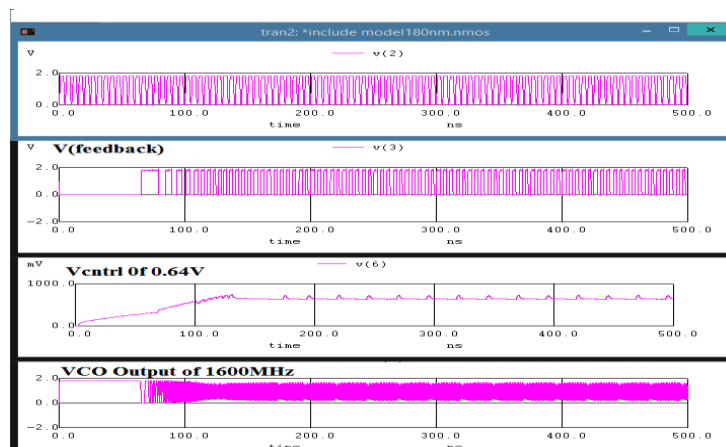 tran2: *include model180nm.nmos
V v(2)
2.0
0.0
0.0 100.0 200.0 300.0 400.0 500.0
time ns
V V(feedback) v(3)
2.0
0.0
-2.0
0.0 100.0 200.0 300.0 400.0 500.0
time ns
mV Vcntrl 0f 0.64V v(6)
1000.0
0.0
0.0 100.0 200.0 300.0 400.0 500.0
time ns
VCO Output of 1600MHz
2.0
0.0
-2.0
0.0 100.0 200.0 300.0 400.0 500.0